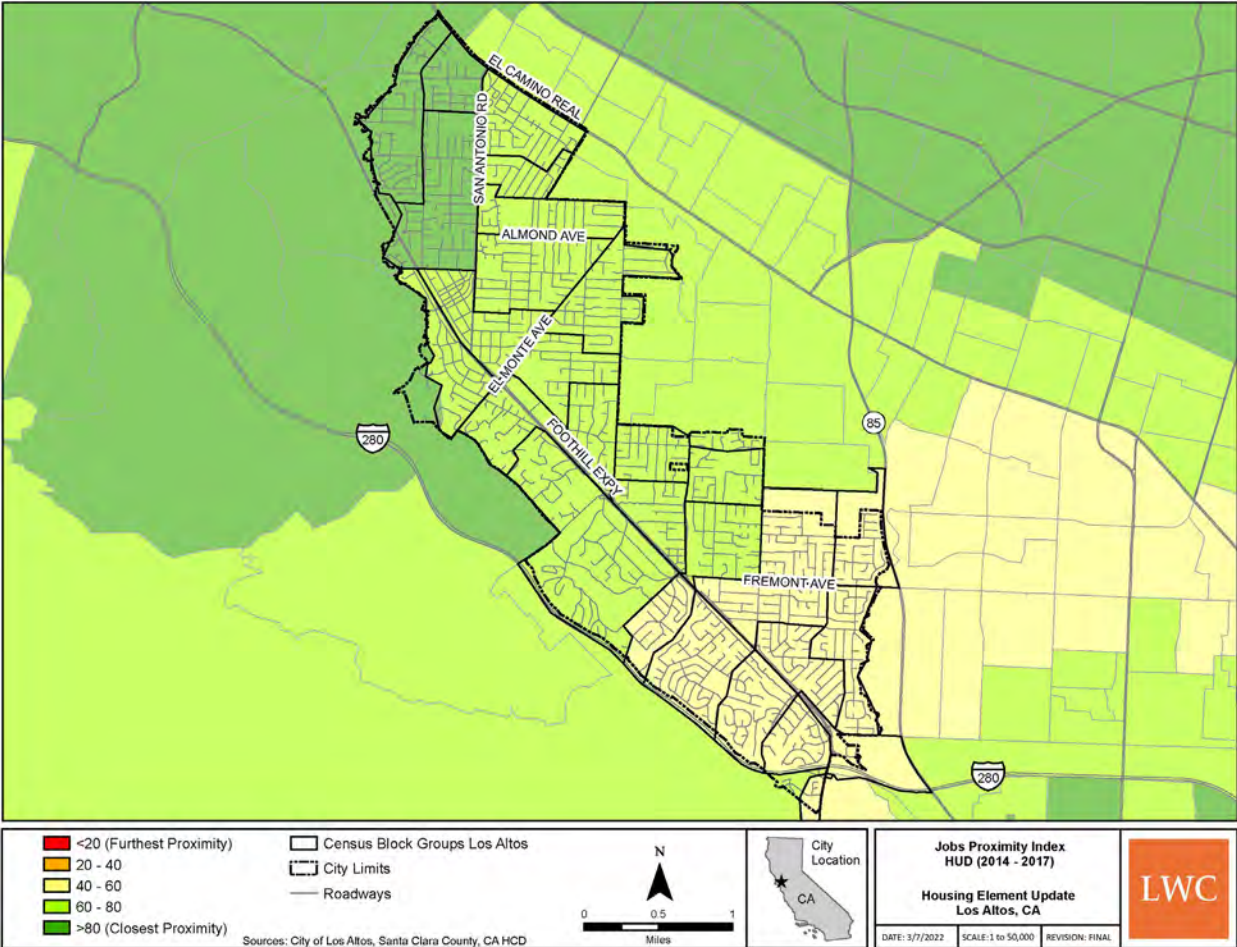 EL CAMINO REAL
SAN ANTONIO RD
ALMOND AVE
EL MONTE AVE
FOOTHILL EXPY
85
280
FREMONT AVE
280
<20 (Furthest Proximity)
20 - 40
40 - 60
60 - 80
>80 (Closest Proximity)
Census Block Groups Los Altos
City Limits
Roadways
Sources: City of Los Altos, Santa Clara County, CA HCD
N
0 0.5 1
Miles
City
Location
CA
Jobs Proximity Index
HUD (2014 - 2017)
Housing Element Update
Los Altos, CA
DATE: 3/7/2022
SCALE:1 to 50,000
REVISION: FINAL
LWC